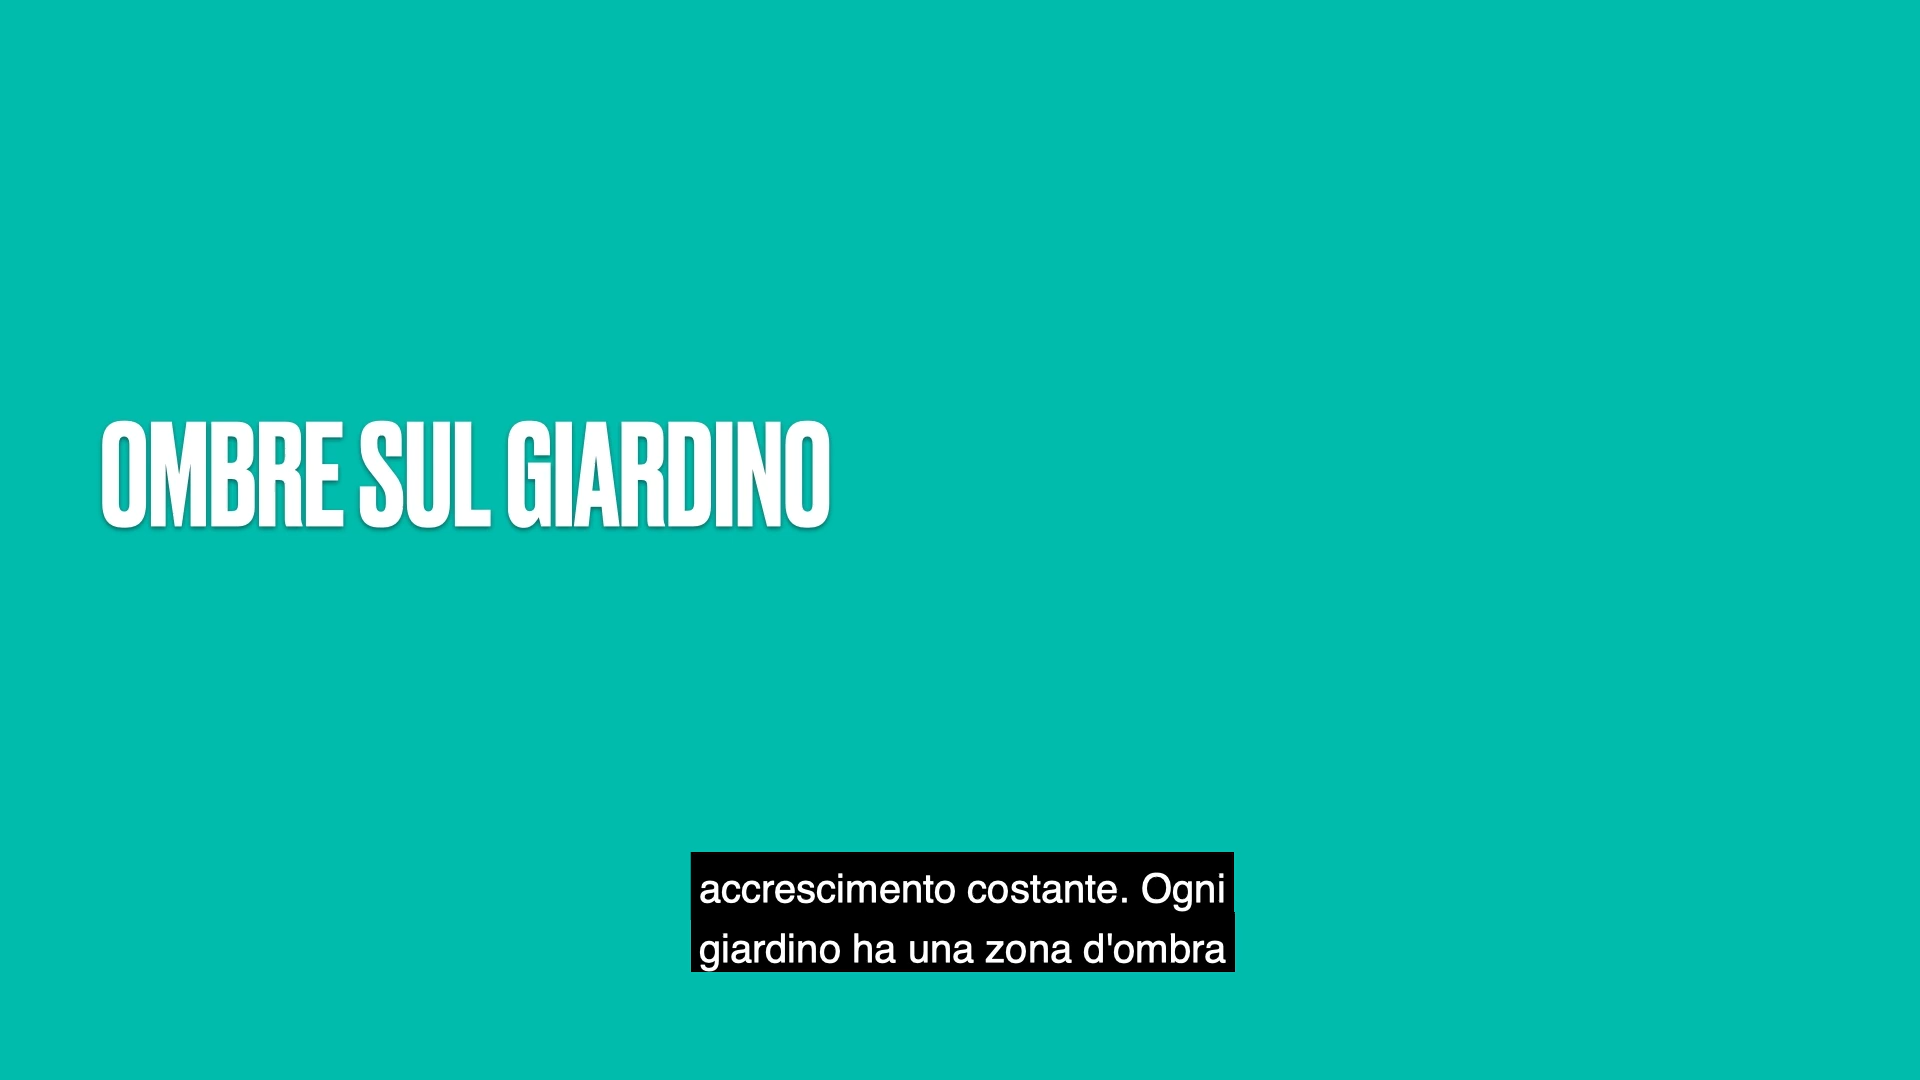 OMBRE SUL GIARDINO
accrescimento costante. Ogni
giardino ha una zona d'ombra